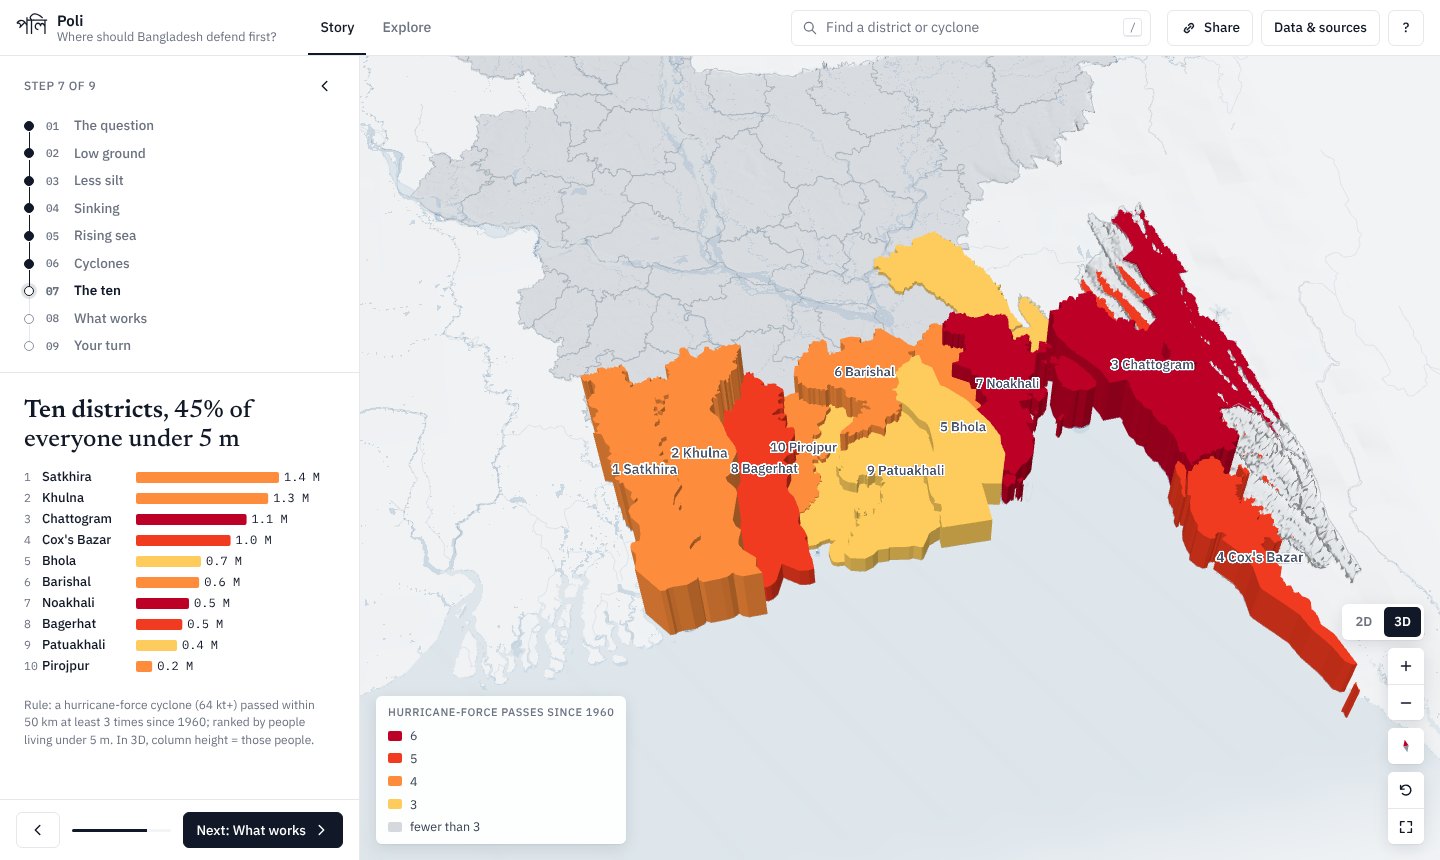 পলি
Poli
Where should Bangladesh defend first?
Story
Explore
Find a district or cyclone
/
Share
Data & sources
?
STEP 7 OF 9
01 The question
02 Low ground
03 Less silt
04 Sinking
05 Rising sea
06 Cyclones
07 The ten
08 What works
09 Your turn
Ten districts, 45% of
everyone under 5 m
1 Satkhira 1.4 M
2 Khulna 1.3 M
3 Chattogram 1.1 M
4 Cox's Bazar 1.0 M
5 Bhola 0.7 M
6 Barishal 0.6 M
7 Noakhali 0.5 M
8 Bagerhat 0.5 M
9 Patuakhali 0.4 M
10 Pirojpur 0.2 M
Rule: a hurricane-force cyclone (64 kt+) passed within
50 km at least 3 times since 1960; ranked by people
living under 5 m. In 3D, column height = those people.
Next: What works
3 Chattogram
6 Barishal
7 Noakhali
5 Bhola
10 Pirojpur
2 Khulna
1 Satkhira
8 Bagerhat
9 Patuakhali
4 Cox's Bazar
2D
3D
+
−
HURRICANE-FORCE PASSES SINCE 1960
6
5
4
3
fewer than 3